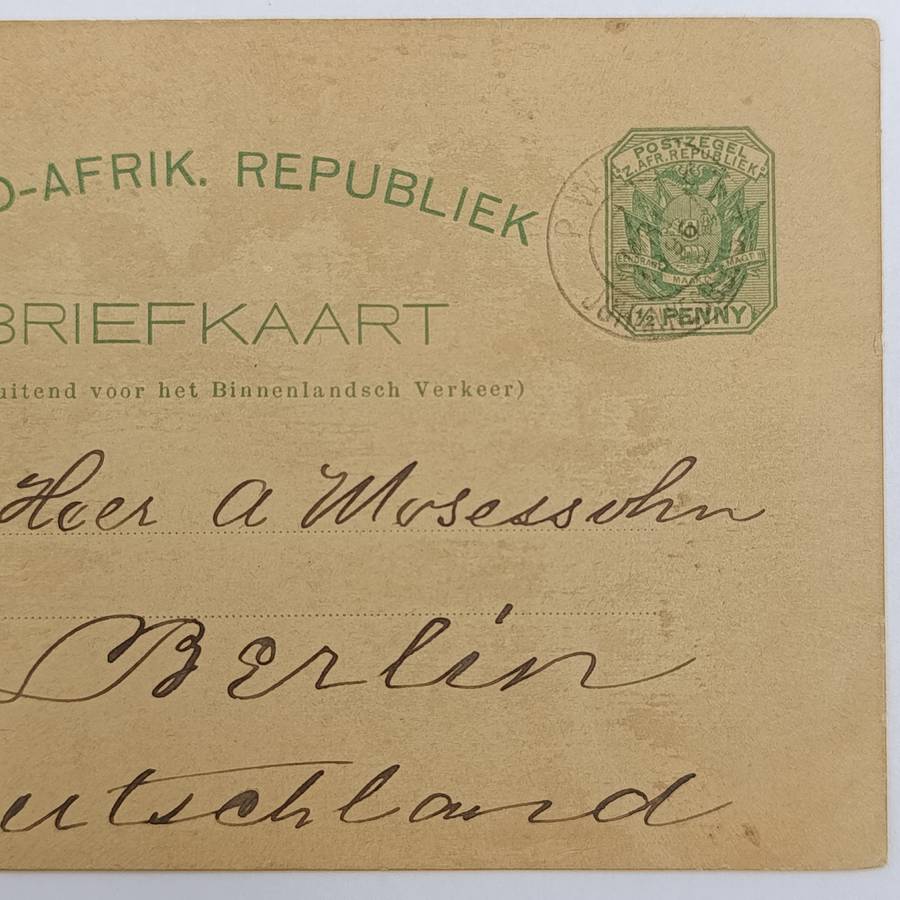 D-AFRIK. REPUBLIEK
BRIEFKAART
uitend voor het Binnenlandsch Verkeer)
POSTZEGEL
Z. AFR. REPUBLIEK
EENDRAGT
MAAKT
MAGT
½ PENNY
Heer A Mosessohn
Berlin
eutschland